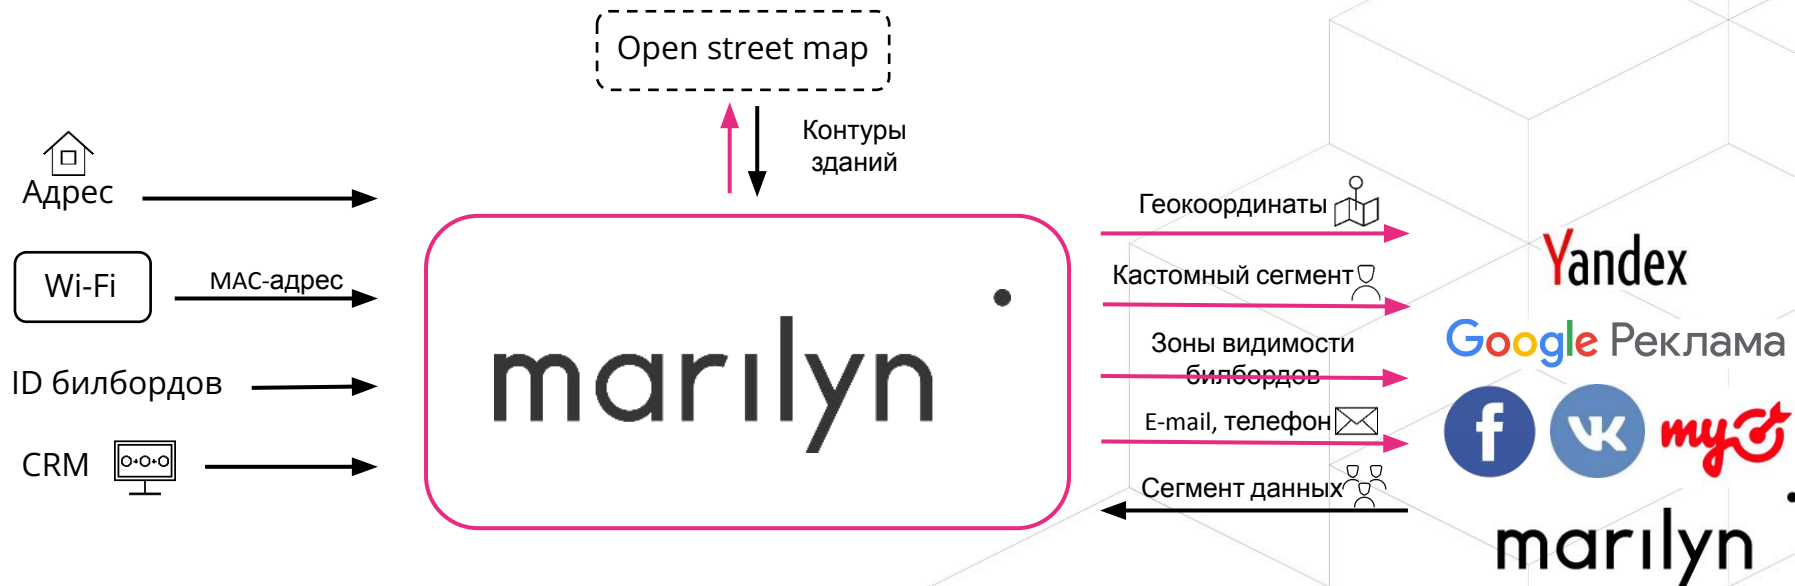 Open street map
Контуры
зданий
Адрес
Wi-Fi
MAC-адрес
ID билбордов
CRM
marilyn
Геокоординаты
Кастомный сегмент
Зоны видимости
билбордов
E-mail, телефон
Сегмент данных
Yandex
Google Реклама
f
VK
my
marilyn